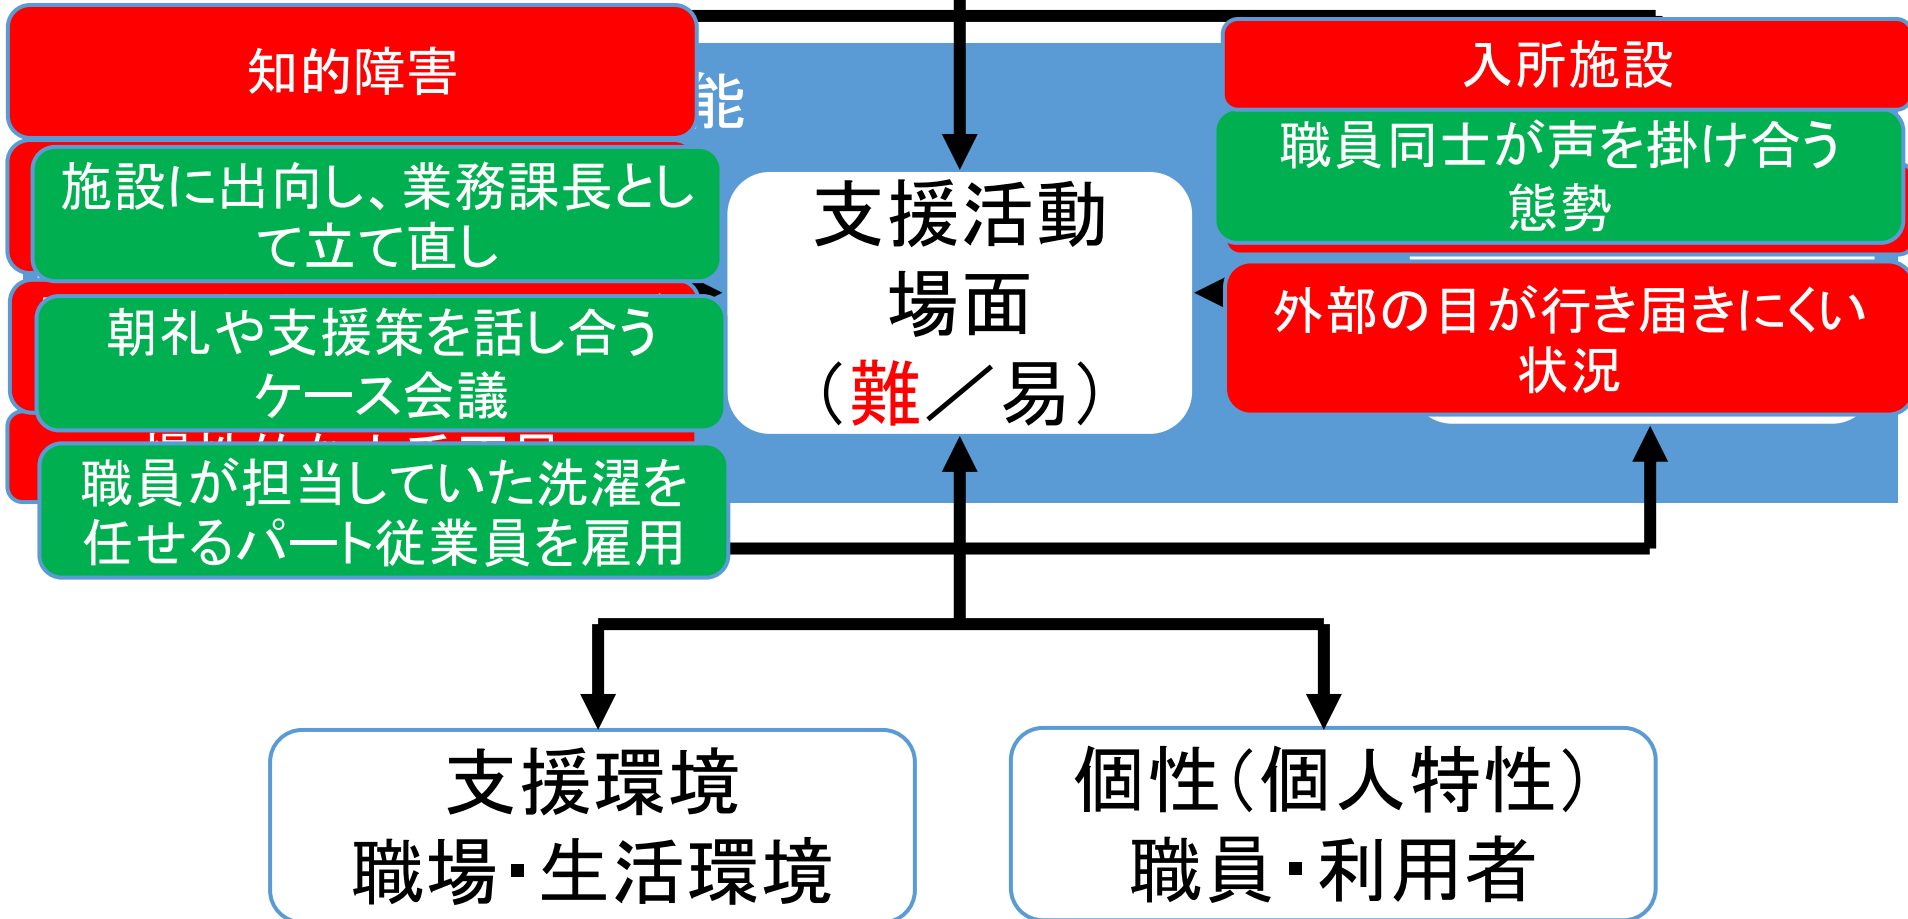 知的障害
能
施設に出向し、業務課長とし
て立て直し
朝礼や支援策を話し合う
ケース会議
職員が担当していた洗濯を
任せるパート従業員を雇用
支援活動
場面
（難／易）
入所施設
職員同士が声を掛け合う
態勢
外部の目が行き届きにくい
状況
支援環境
職場・生活環境
個性（個人特性）
職員・利用者